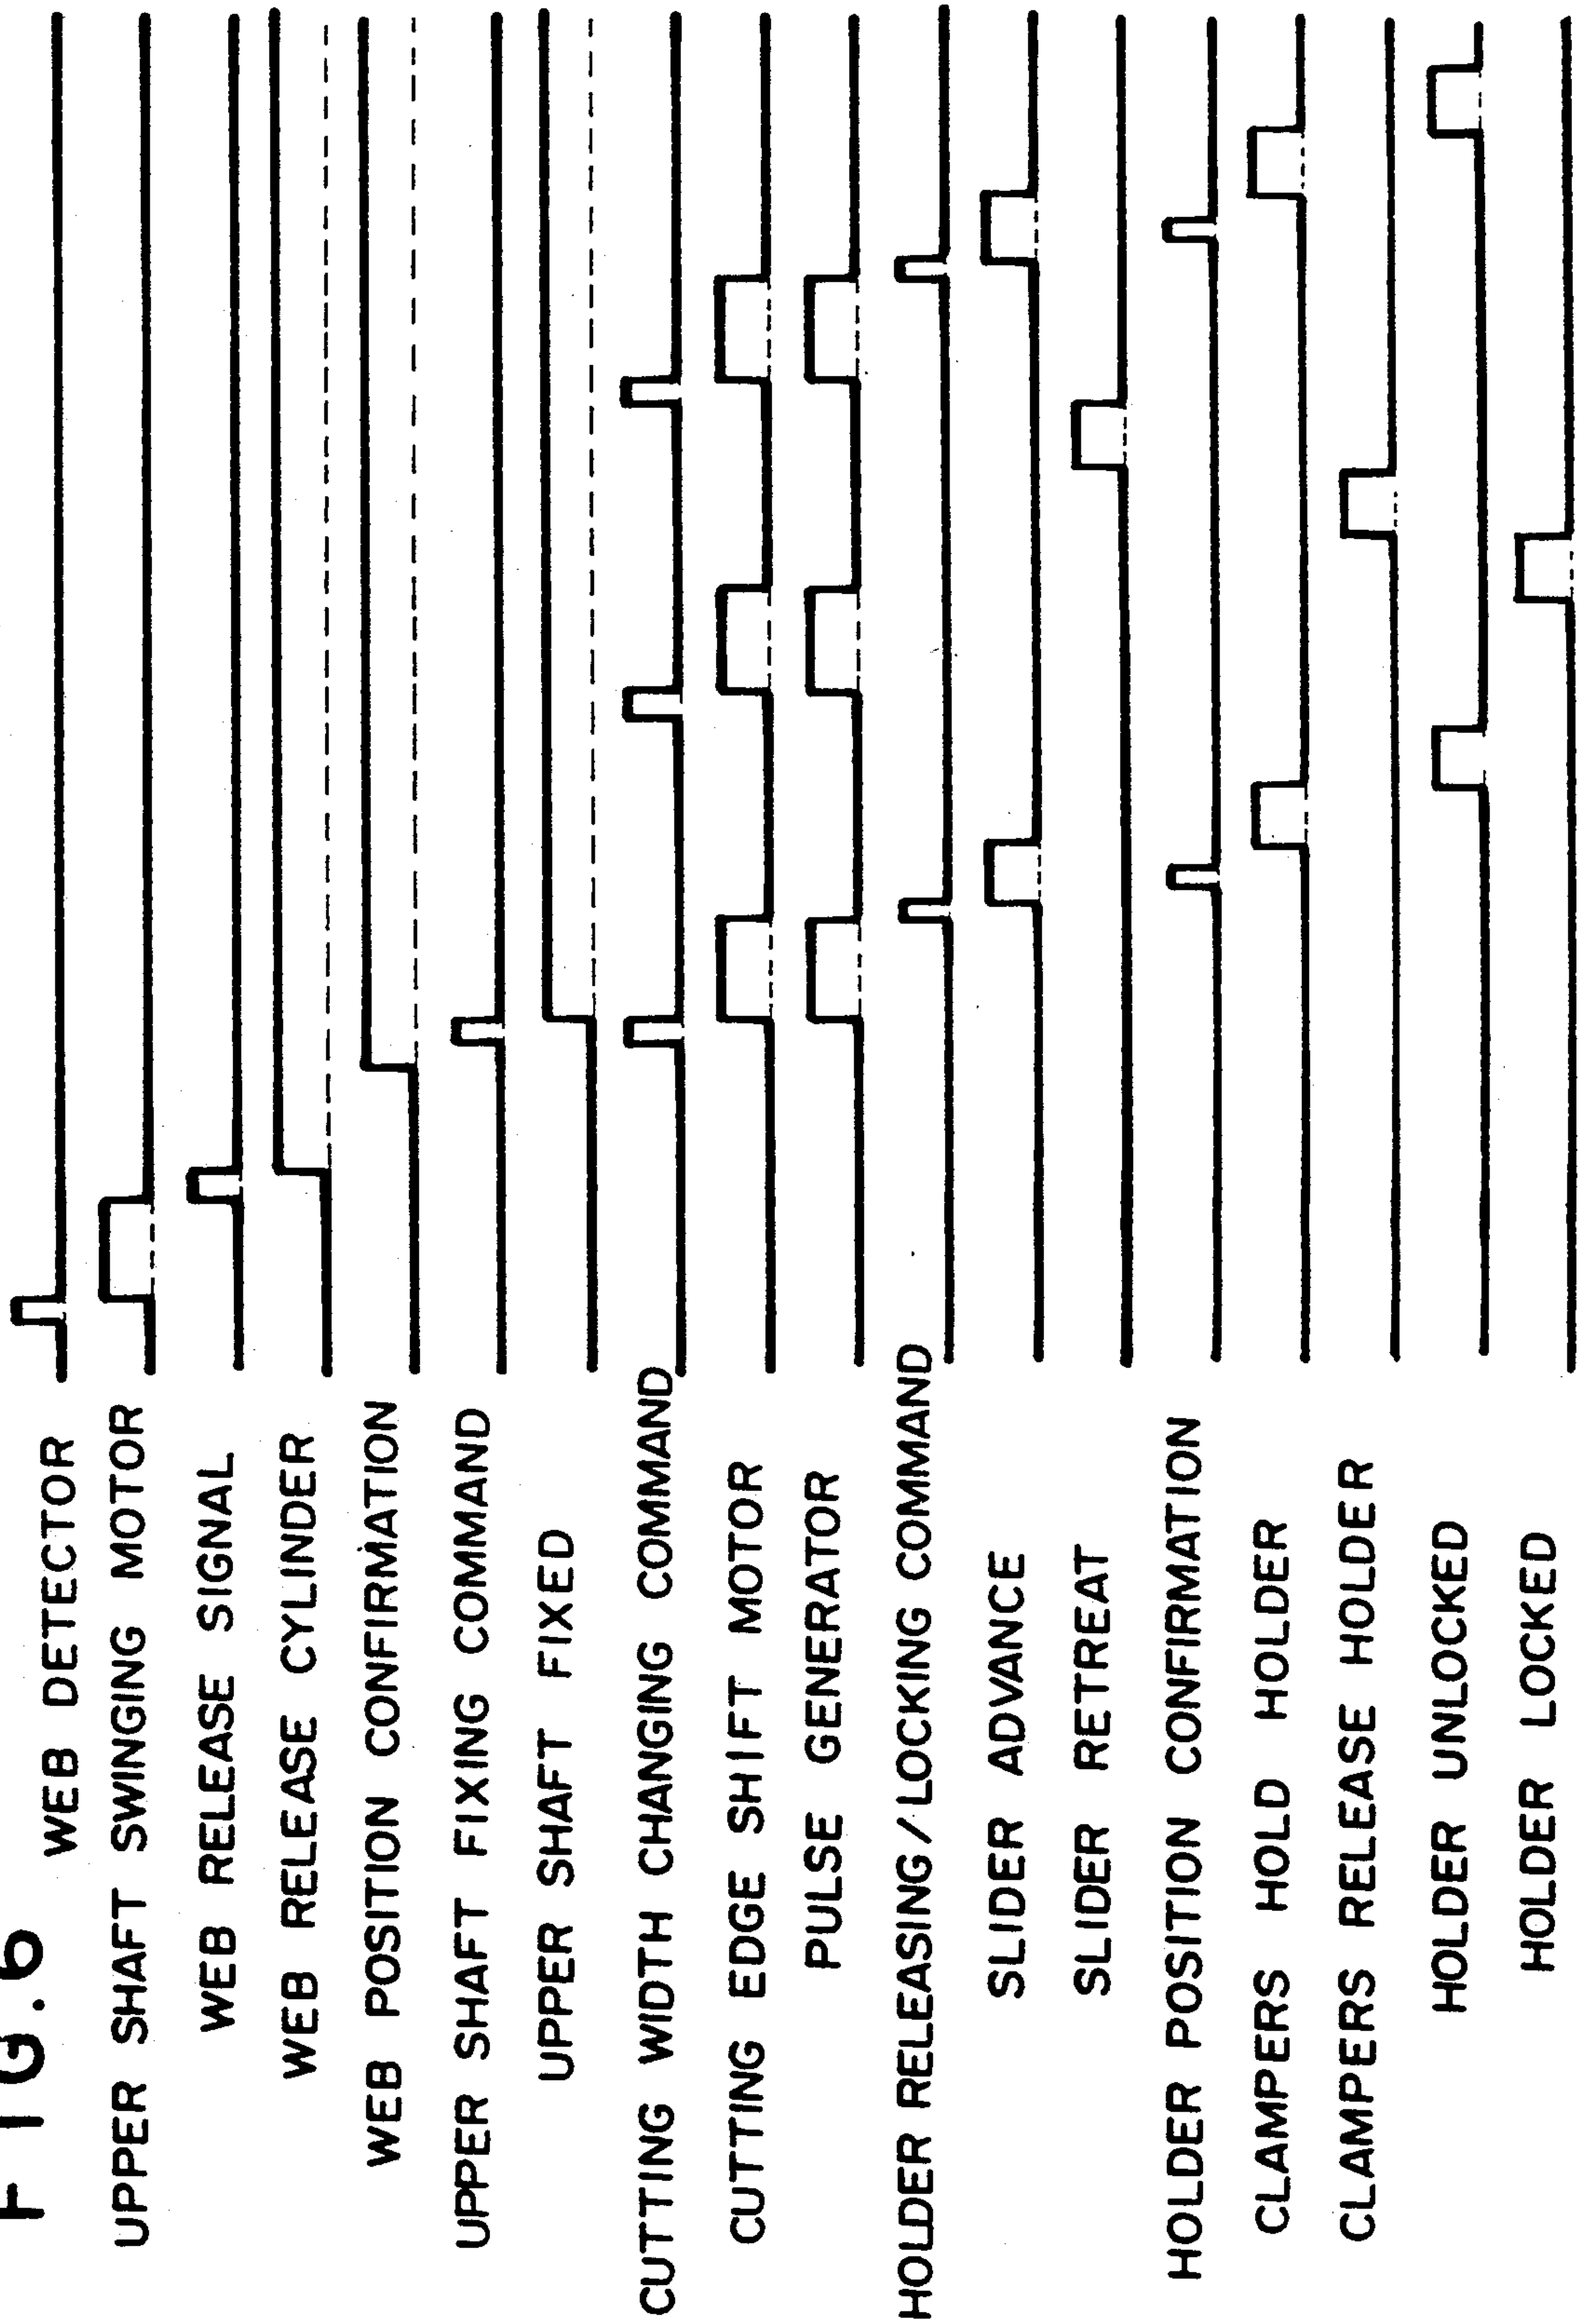 FIG.6
WEB DETECTOR
UPPER SHAFT SWINGING MOTOR
WEB RELEASE SIGNAL
WEB RELEASE CYLINDER
WEB POSITION CONFIRMATION
UPPER SHAFT FIXING COMMAND
UPPER SHAFT FIXED
CUTTING WIDTH CHANGING COMMAND
CUTTING EDGE SHIFT MOTOR
PULSE GENERATOR
HOLDER RELEASING/LOCKING COMMAND
SLIDER ADVANCE
SLIDER RETREAT
HOLDER POSITION CONFIRMATION
CLAMPERS HOLD HOLDER
CLAMPERS RELEASE HOLDER
HOLDER UNLOCKED
HOLDER LOCKED